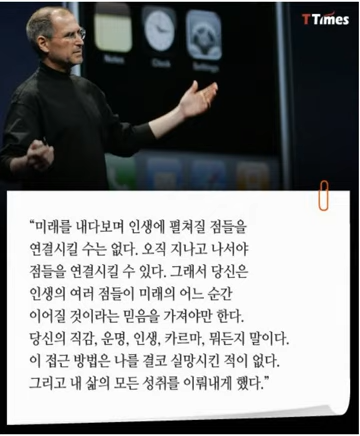 TTimes
Notes
Clock
Settings
“미래를 내다보며 인생에 펼쳐질 점들을
연결시킬 수는 없다. 오직 지나고 나서야
점들을 연결시킬 수 있다. 그래서 당신은
인생의 여러 점들이 미래의 어느 순간
이어질 것이라는 믿음을 가져야만 한다.
당신의 직감, 운명, 인생, 카르마, 뭐든지 말이다.
이 접근 방법은 나를 결코 실망시킨 적이 없다.
그리고 내 삶의 모든 성취를 이뤄내게 했다.”